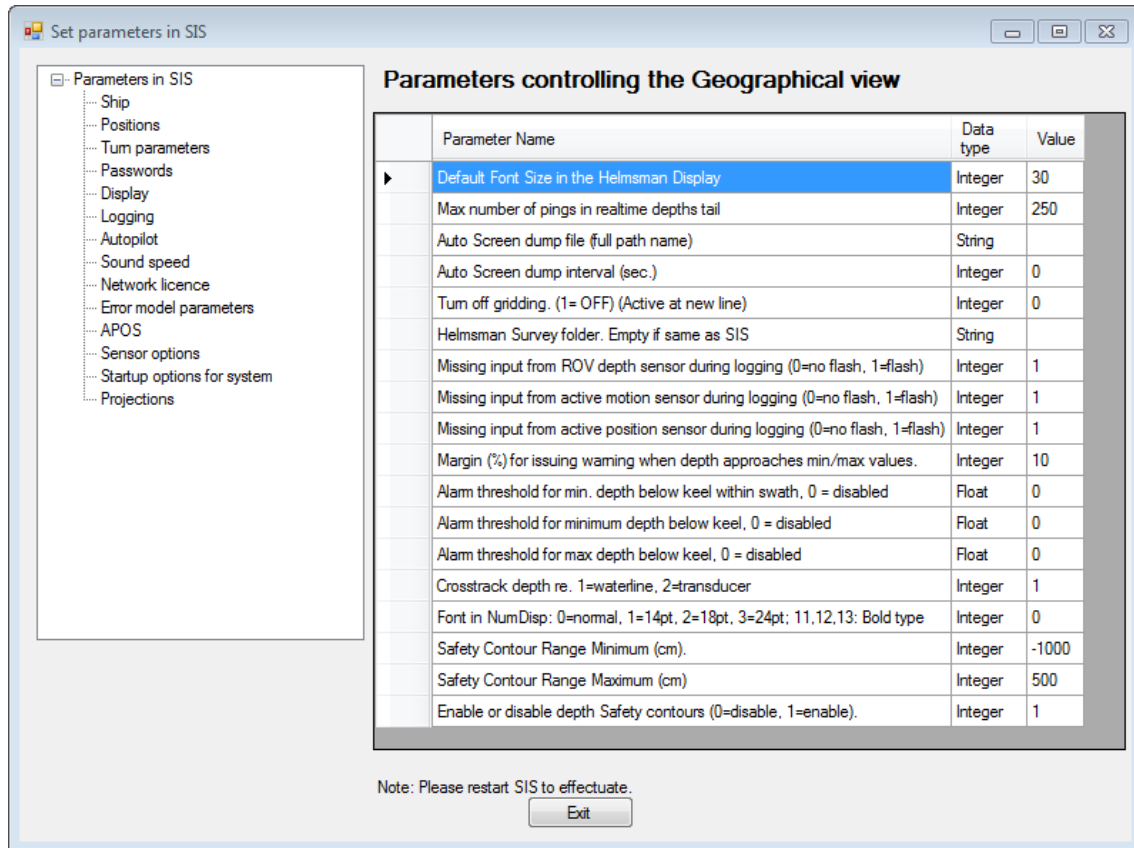 Set parameters in SIS
Parameters in SIS
Ship
Positions
Turn parameters
Passwords
Display
Logging
Autopilot
Sound speed
Network licence
Error model parameters
APOS
Sensor options
Startup options for system
Projections
Parameters controlling the Geographical view
Parameter Name Data type Value
Default Font Size in the Helmsman Display Integer 30
Max number of pings in realtime depths tail Integer 250
Auto Screen dump file (full path name) String
Auto Screen dump interval (sec.) Integer 0
Turn off gridding. (1= OFF) (Active at new line) Integer 0
Helmsman Survey folder. Empty if same as SIS String
Missing input from ROV depth sensor during logging (0=no flash, 1=flash) Integer 1
Missing input from active motion sensor during logging (0=no flash, 1=flash) Integer 1
Missing input from active position sensor during logging (0=no flash, 1=flash) Integer 1
Margin (%) for issuing warning when depth approaches min/max values. Integer 10
Alarm threshold for min. depth below keel within swath, 0 = disabled Float 0
Alarm threshold for minimum depth below keel, 0 = disabled Float 0
Alarm threshold for max depth below keel, 0 = disabled Float 0
Crosstrack depth re. 1=waterline, 2=transducer Integer 1
Font in NumDisp: 0=normal, 1=14pt, 2=18pt, 3=24pt; 11,12,13: Bold type Integer 0
Safety Contour Range Minimum (cm). Integer -1000
Safety Contour Range Maximum (cm) Integer 500
Enable or disable depth Safety contours (0=disable, 1=enable). Integer 1
Note: Please restart SIS to effectuate.
Exit